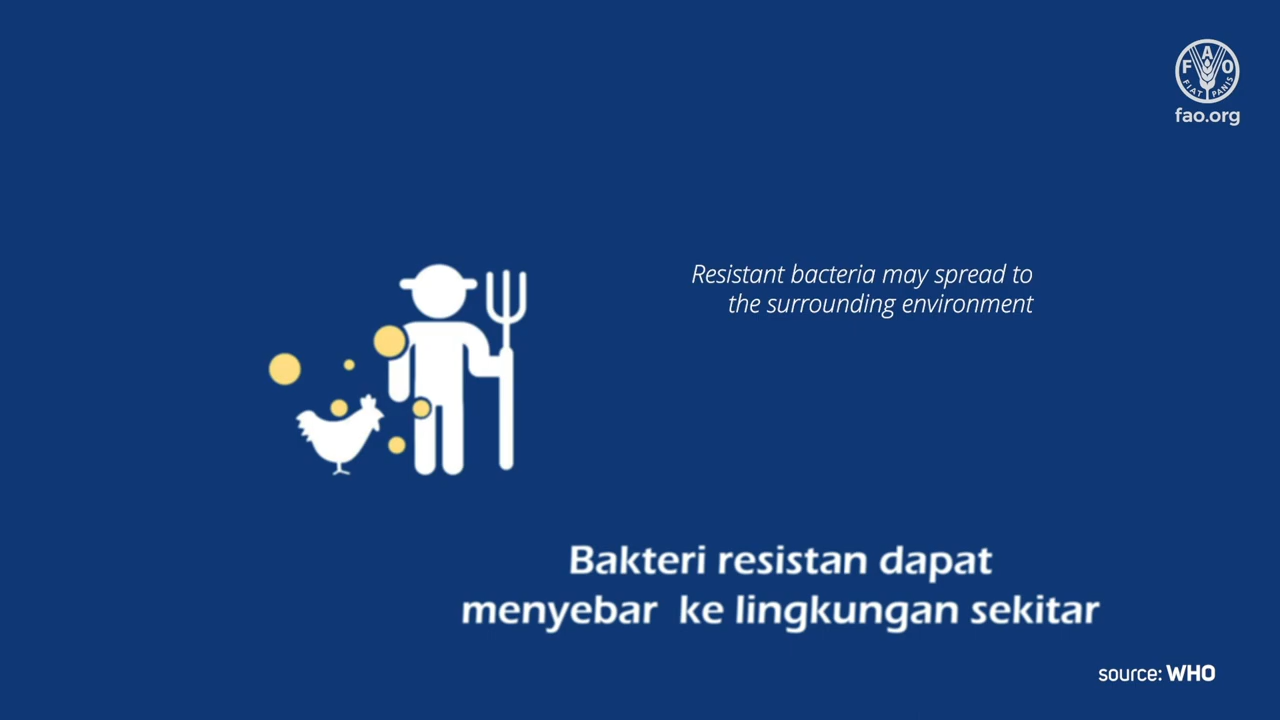 FAO
FIAT PANIS
fao.org
Resistant bacteria may spread to
the surrounding environment
Bakteri resistan dapat
menyebar ke lingkungan sekitar
source: WHO